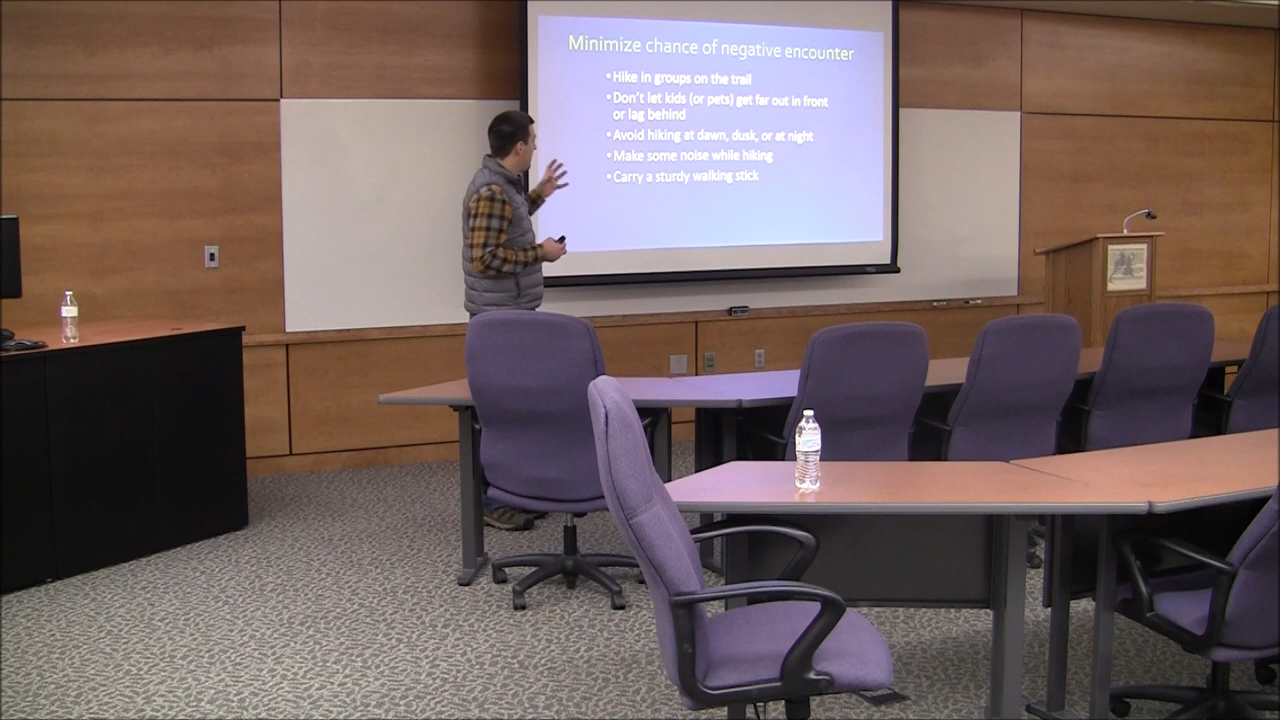 Minimize chance of negative encounter
• Hike in groups on the trail
• Don't let kids (or pets) get far out in front
or lag behind
• Avoid hiking at dawn, dusk, or at night
• Make some noise while hiking
• Carry a sturdy walking stick